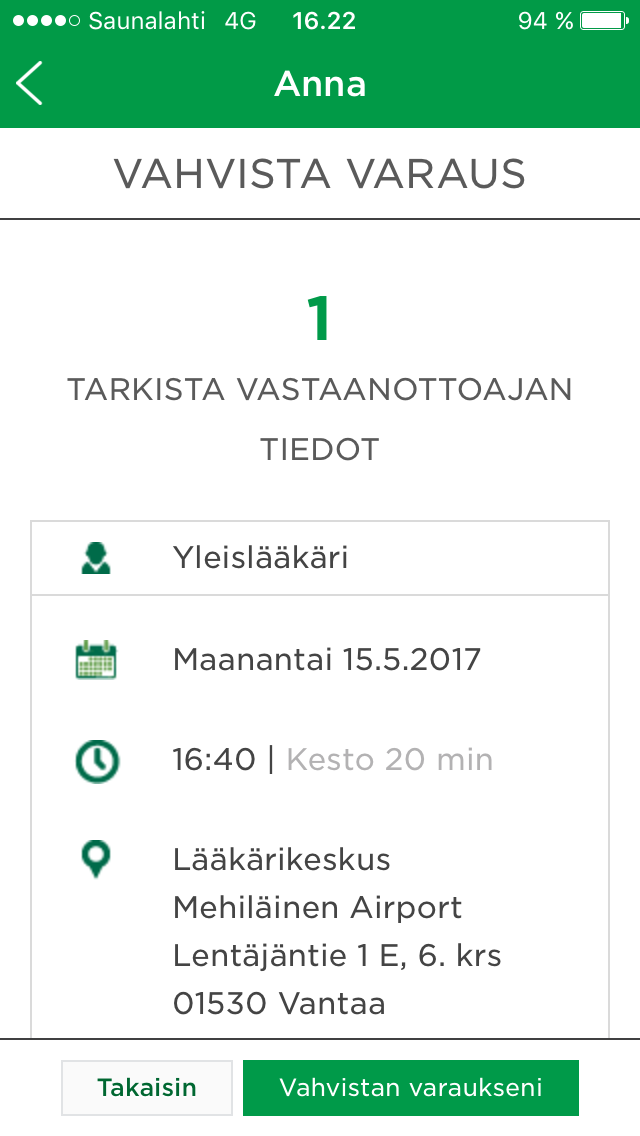 Saunalahti 4G 16.22 94 %
Anna
VAHVISTA VARAUS
1
TARKISTA VASTAANOTTOAJAN
TIEDOT
Yleislääkäri
Maanantai 15.5.2017
16:40 | Kesto 20 min
Lääkärikeskus
Mehiläinen Airport
Lentäjäntie 1 E, 6. krs
01530 Vantaa
Takaisin
Vahvistan varaukseni